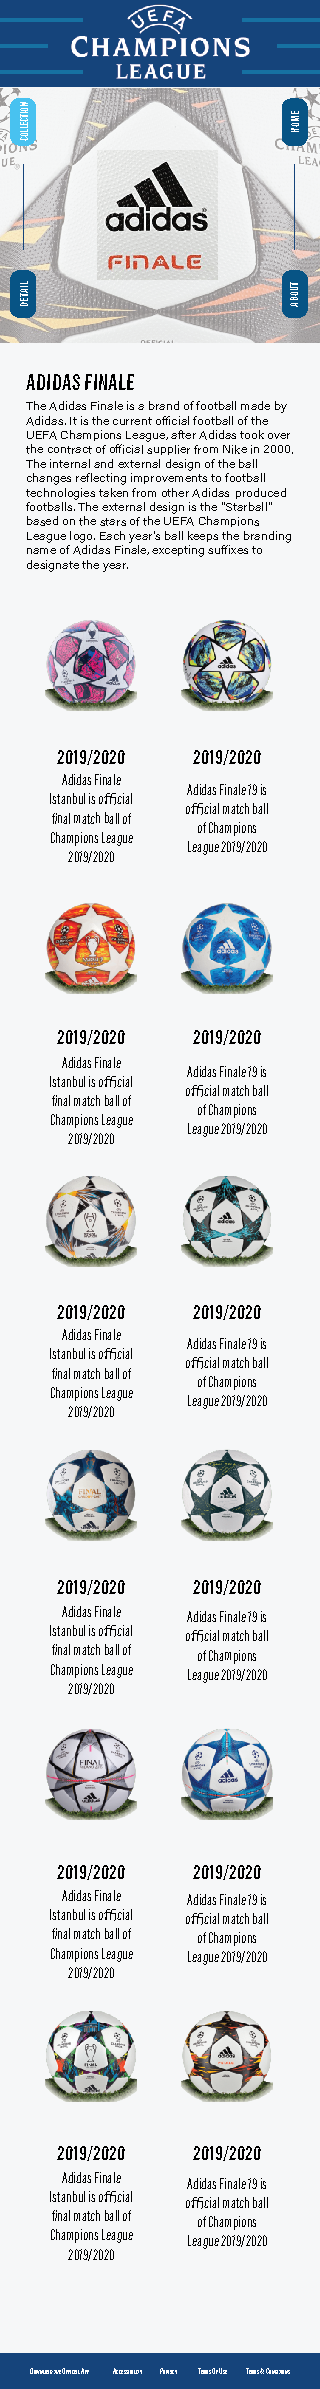 UEFA
CHAMPIONS
LEAGUE
COLLECTION
HOME
adidas
FINALE
DETAIL
ABOUT
OFFICIAL
ADIDAS FINALE
The Adidas Finale is a brand of football made by
Adidas. It is the current official football of the
UEFA Champions League, after Adidas took over
the contract of official supplier from Nike in 2000.
The internal and external design of the ball
changes reflecting improvements to football
technologies taken from other Adidas produced
footballs. The external design is the "Starball"
based on the stars of the UEFA Champions
League logo. Each year's ball keeps the branding
name of Adidas Finale, excepting suffixes to
designate the year.
2019/2020
Adidas Finale
Istanbul is official
final match ball of
Champions League
2019/2020
2019/2020
Adidas Finale 19 is
official match ball
of Champions
League 2019/2020
2019/2020
Adidas Finale
Istanbul is official
final match ball of
Champions League
2019/2020
2019/2020
Adidas Finale 19 is
official match ball
of Champions
League 2019/2020
2019/2020
Adidas Finale
Istanbul is official
final match ball of
Champions League
2019/2020
2019/2020
Adidas Finale 19 is
official match ball
of Champions
League 2019/2020
2019/2020
Adidas Finale
Istanbul is official
final match ball of
Champions League
2019/2020
2019/2020
Adidas Finale 19 is
official match ball
of Champions
League 2019/2020
2019/2020
Adidas Finale
Istanbul is official
final match ball of
Champions League
2019/2020
2019/2020
Adidas Finale 19 is
official match ball
of Champions
League 2019/2020
2019/2020
Adidas Finale
Istanbul is official
final match ball of
Champions League
2019/2020
2019/2020
Adidas Finale 19 is
official match ball
of Champions
League 2019/2020
Accessibility
Privacy
Terms Of Use
Terms & Conditions